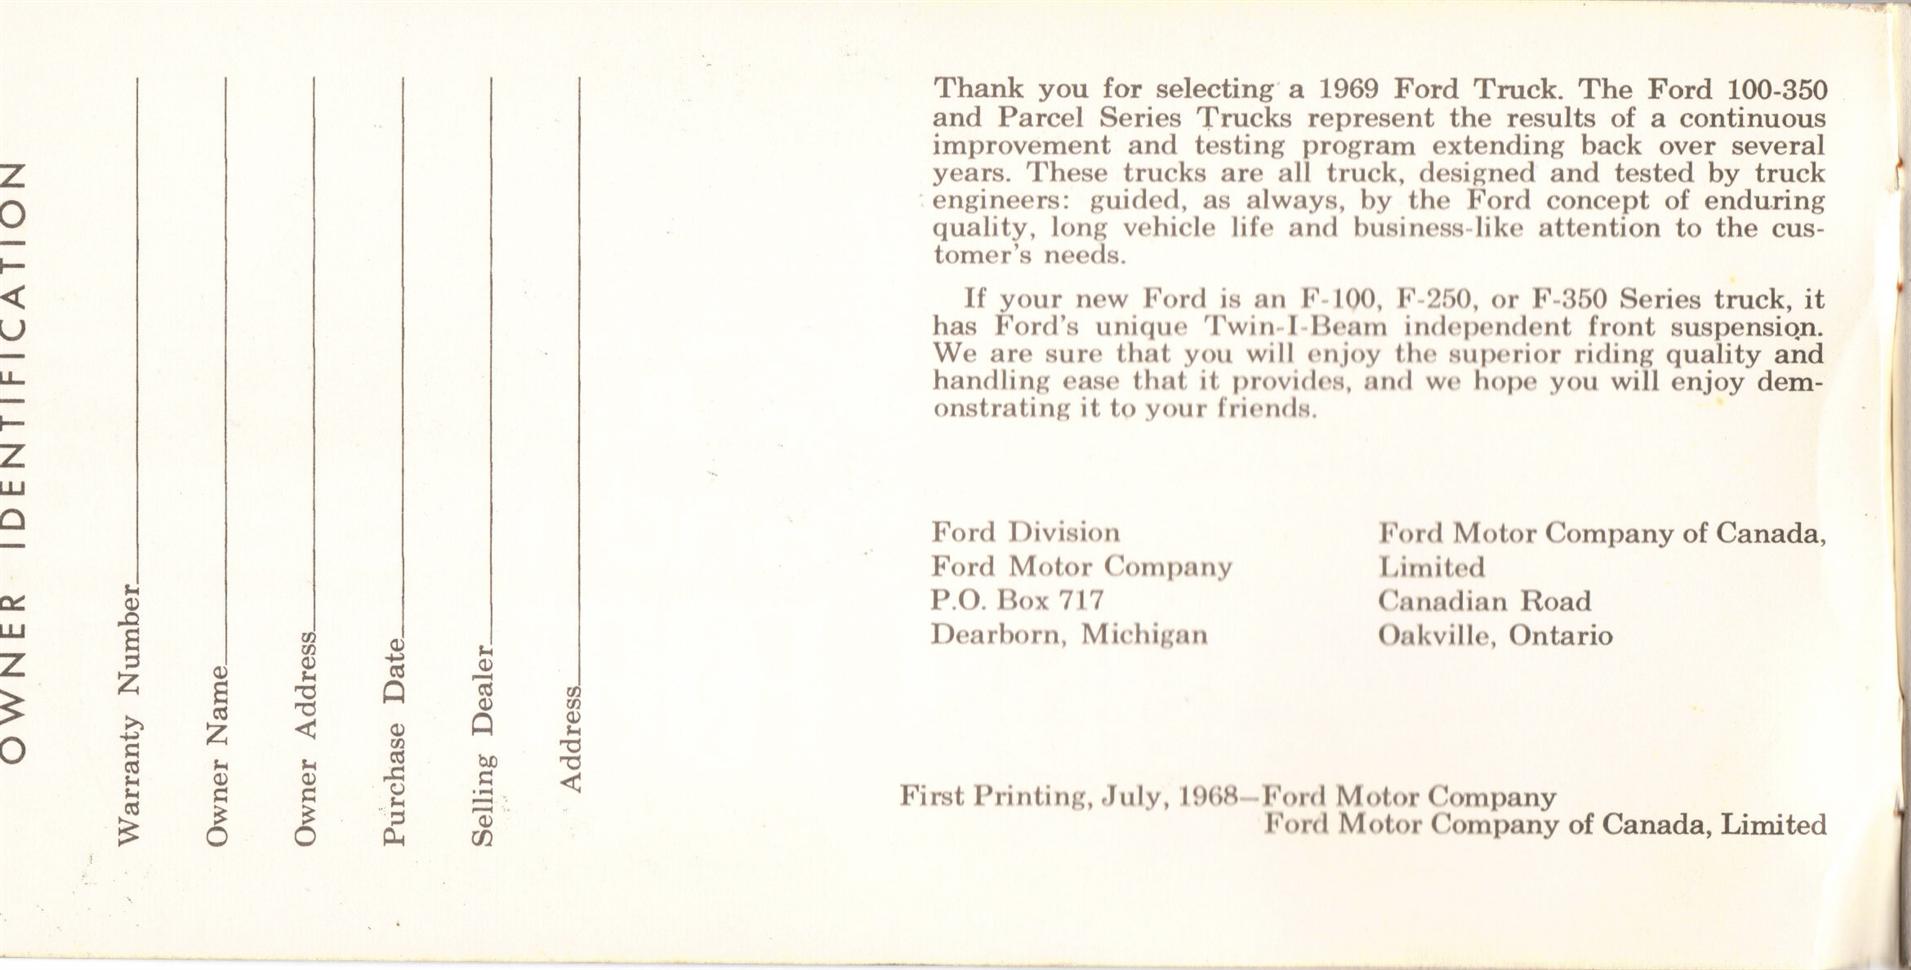 OWNER IDENTIFICATION
Warranty Number
Owner Name
Owner Address
Purchase Date
Selling Dealer
Address
Thank you for selecting a 1969 Ford Truck. The Ford 100-350
and Parcel Series Trucks represent the results of a continuous
improvement and testing program extending back over several
years. These trucks are all truck, designed and tested by truck
engineers: guided, as always, by the Ford concept of enduring
quality, long vehicle life and business-like attention to the cus-
tomer's needs.
If your new Ford is an F-100, F-250, or F-350 Series truck, it
has Ford's unique Twin-I-Beam independent front suspension.
We are sure that you will enjoy the superior riding quality and
handling ease that it provides, and we hope you will enjoy dem-
onstrating it to your friends.
Ford Division
Ford Motor Company
P.O. Box 717
Dearborn, Michigan
Ford Motor Company of Canada,
Limited
Canadian Road
Oakville, Ontario
First Printing, July, 1968—Ford Motor Company
Ford Motor Company of Canada, Limited